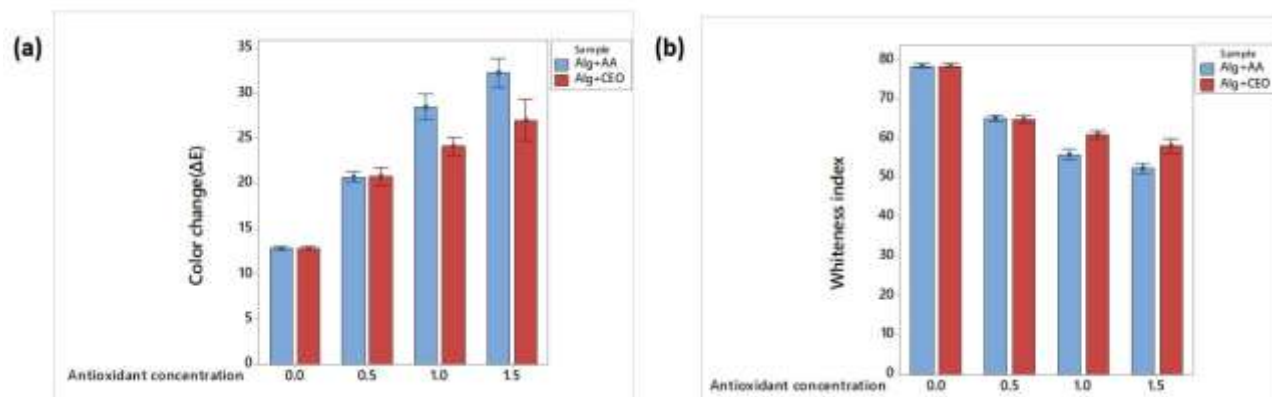 (a)
Color change(ΔE)
35
30
25
20
15
10
5
0
Antioxidant concentration 0.0 0.5 1.0 1.5
Sample
Alg+AA
Alg+CEO
(b)
Whiteness index
80
70
60
50
40
30
20
10
0
Antioxidant concentration 0.0 0.5 1.0 1.5
Sample
Alg+AA
Alg+CEO